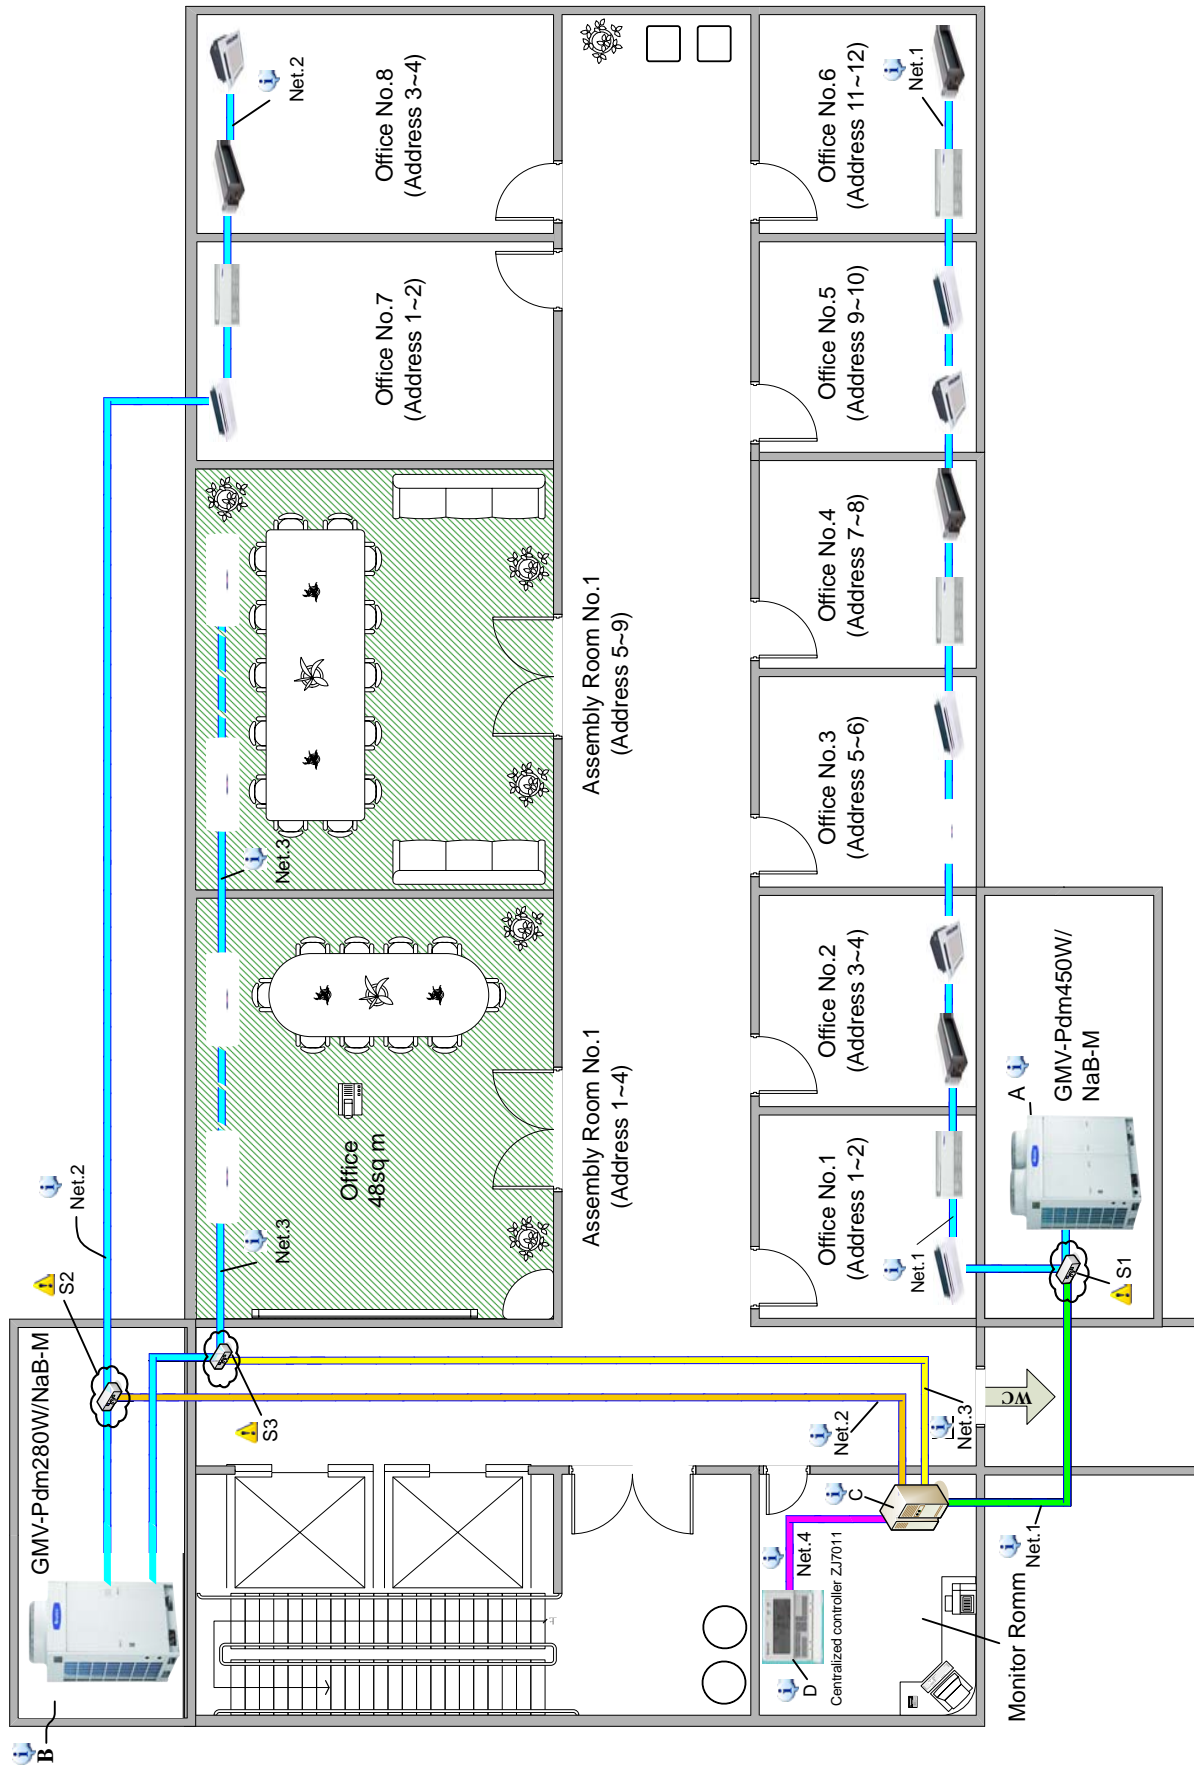 Net.2
Office No.8
(Address 3~4)
Office No.7
(Address 1~2)
Office No.6
(Address 11~12)
Net.1
Office No.5
(Address 9~10)
Office No.4
(Address 7~8)
Office No.3
(Address 5~6)
Office No.2
(Address 3~4)
Office No.1
(Address 1~2)
Net.1
Assembly Room No.1
(Address 5~9)
Net.3
Assembly Room No.1
(Address 1~4)
Office
48sq m
Net.3
Net.2
S2
S3
GMV-Pdm280W/NaB-M
B
A
GMV-Pdm450W/
NaB-M
S1
WC
Net.2
Net.3
Net.1
C
Net.4
D
Centralized controller ZJ7011
Monitor Romm